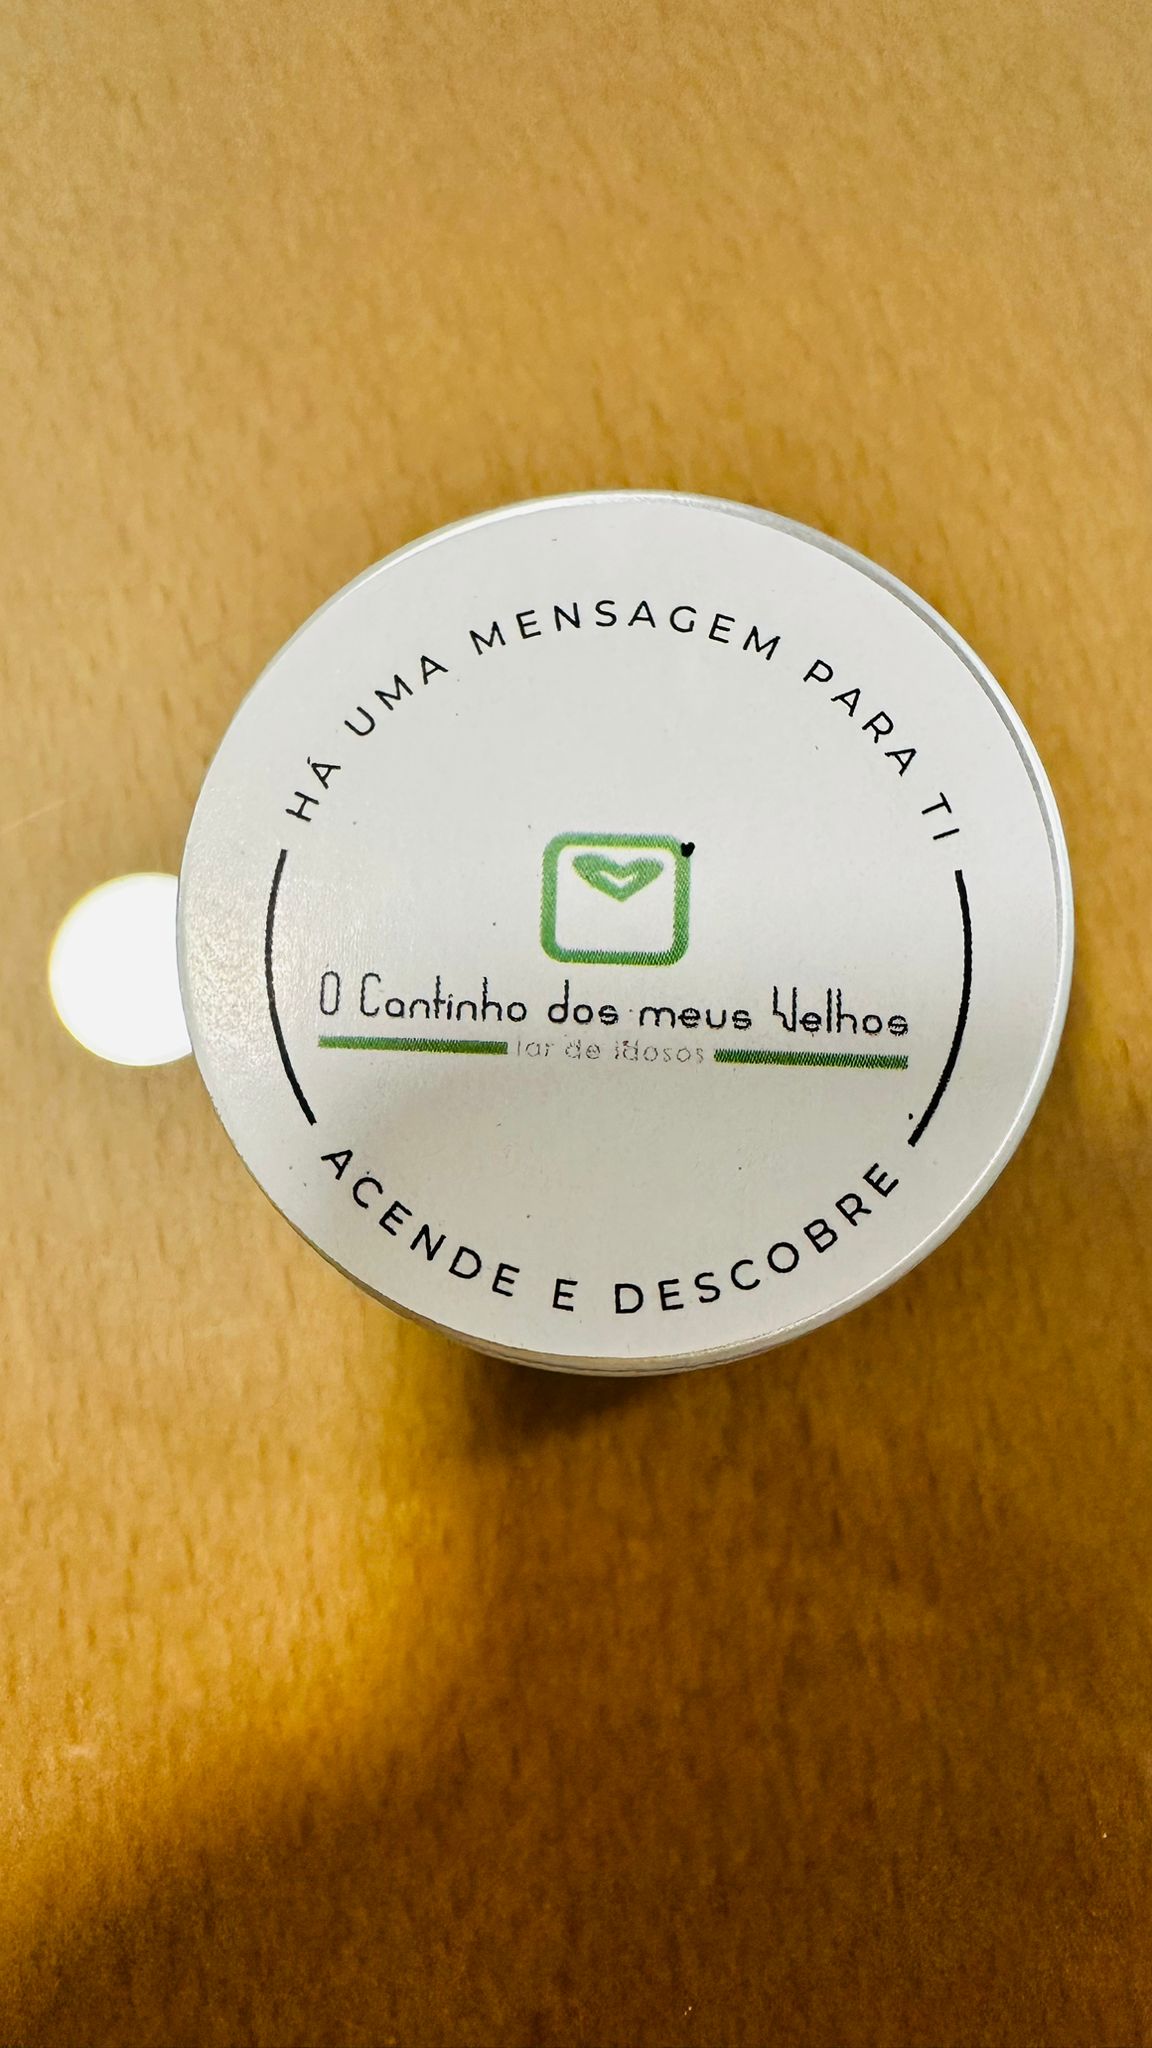 HÁ UMA MENSAGEM PARA TI
O Cantinho dos meus Velhos
lar de idosos
ACENDE E DESCOBRE